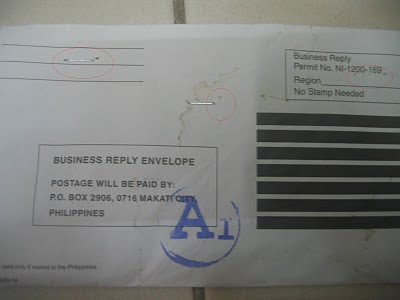 Business Reply
Permit No. NI-1200-169
Region
No Stamp Needed
BUSINESS REPLY ENVELOPE
POSTAGE WILL BE PAID BY:
P.O. BOX 2906, 0716 MAKATI CITY,
PHILIPPINES
A1
valid only if mailed to the Philippines